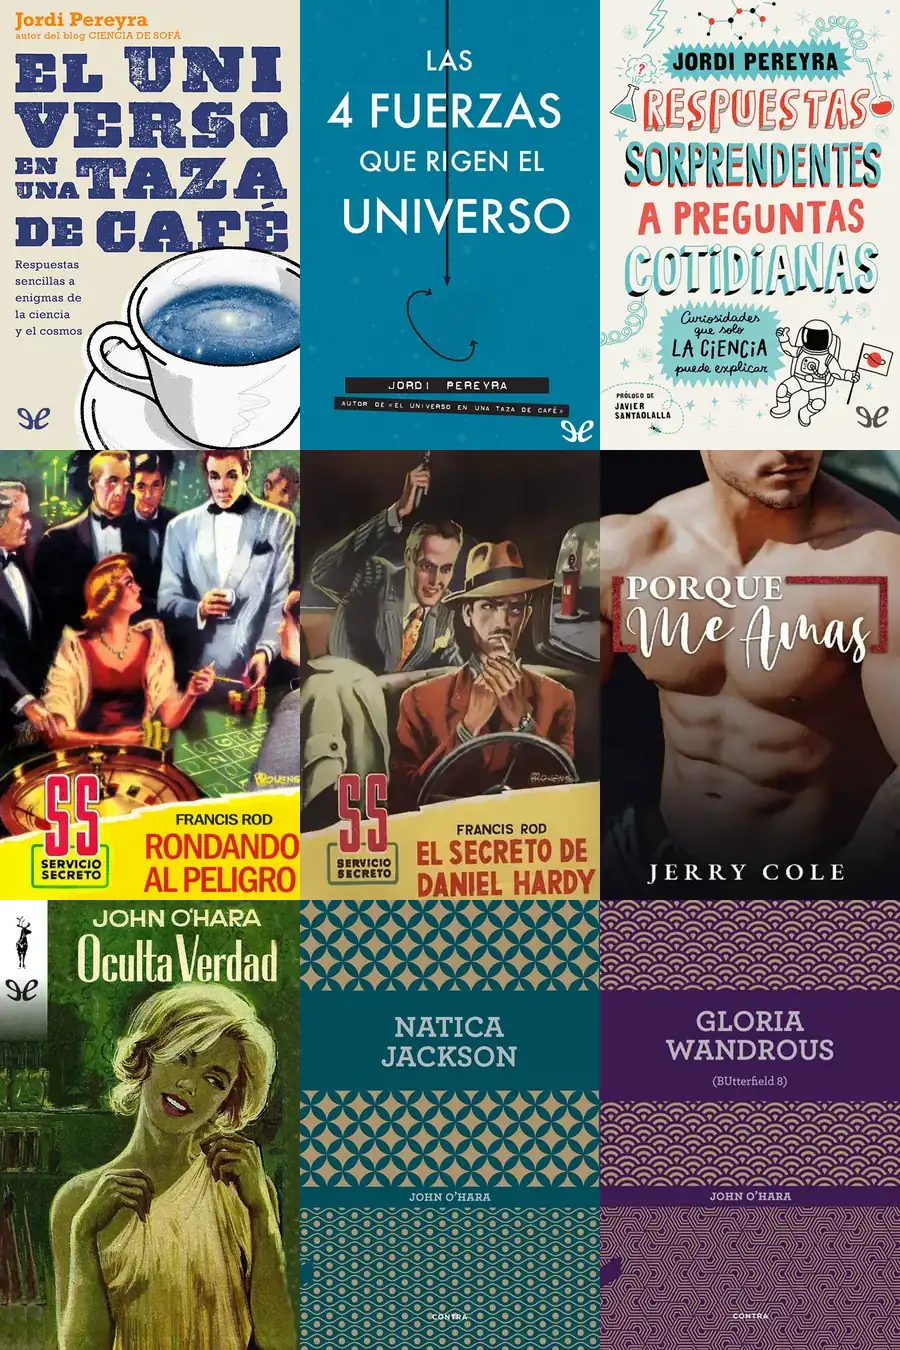 Jordi Pereyra
autor del blog CIENCIA DE SOFÁ
EL UNI
VERSO
EN
UNA TAZA
DE CAFÉ
Respuestas
sencillas a
enigmas de
la ciencia
y el cosmos
LAS
4 FUERZAS
QUE RIGEN EL
UNIVERSO
JORDI PEREYRA
AUTOR DE «EL UNIVERSO EN UNA TAZA DE CAFÉ»
JORDI PEREYRA
RESPUESTAS
SORPRENDENTES
A PREGUNTAS
COTIDIANAS
Curiosidades
que solo
LA CIENCIA
puede explicar
PRÓLOGO DE
JAVIER
SANTAOLALLA
SS
SERVICIO
SECRETO
FRANCIS ROD
RONDANDO
AL PELIGRO
SS
SERVICIO
SECRETO
FRANCIS ROD
EL SECRETO DE
DANIEL HARDY
PORQUE
Me Amas
JERRY COLE
JOHN O'HARA
Oculta Verdad
NATICA
JACKSON
JOHN O'HARA
CONTRA
GLORIA
WANDROUS
(BUtterfield 8)
JOHN O'HARA
CONTRA